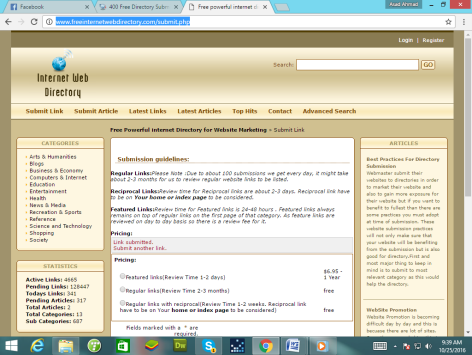 Facebook
400 Free Directory Subm
Free powerful internet di
Asad Ahmad
www.freeinternetwebdirectory.com/submit.php
Login | Register
Internet Web
Directory
Search:
GO
Submit Link
Submit Article
Latest Links
Latest Articles
Top Hits
Contact
Advanced Search
CATEGORIES
Arts & Humanities
Blogs
Business & Economy
Computers & Internet
Education
Entertainment
Health
News & Media
Recreation & Sports
Reference
Science and Technology
Shopping
Society
STATISTICS
Active Links: 4665
Pending Links: 128447
Todays Links: 341
Pending Articles: 317
Total Articles: 2
Total Categories: 13
Sub Categories: 687
Free Powerful internet Directory for Website Marketing » Submit Link
Submission guidelines:
Regular Links:Please Note :Due to about 100 submissions we get every day, it might take
about 2-3 months for us to review regular website links to be listed.
Reciprocal Links:Review time for Reciprocal links are about 2-3 days. Reciprocal link have
to be on Your home or index page to be considered.
Featured Links:Review time for Featured links is 24-48 hours . Featured links always
remains on top of regular links on the first page of that category. As feature links are
reviewed on day to day basis so there is a review fee for it.
Pricing:
Link submitted.
Submit another link.
Pricing:
Featured links(Review Time 1-2 days)
$6.95 -
1 Year
Regular links(Review Time 2-3 months)
free
Regular links with reciprocal(Review Time 1-2 weeks. Reciprocal link
have to be on Your home or index page to be considered)
free
Fields marked with a * are
required.
ARTICLES
Best Practices For Directory
Submission
Webmaster submit their
websites to directories in order
to market their website and
also to gain more exposure for
their website but if you want to
benefit to fullest then there are
some practices you must adopt
at time of submission. These
website submission practices
will not only make sure that
your website will be benefiting
from the submission but is also
good for directory.First and
most major thing to keep in
mind is to submit to most
relevant category as this will
help the directory.
WebSite Promotion
Website Promotion is becoming
difficult day by day and this is
because there are lot of sites.
9:39 AM
10/23/2016